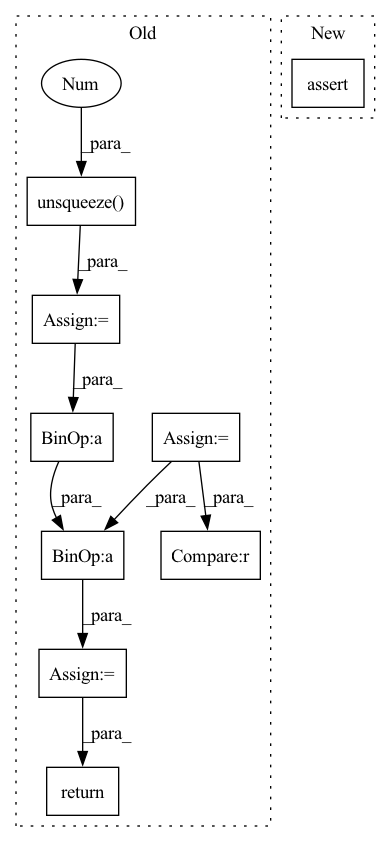 Old
New
Num
assert
_para_
unsqueeze()
_para_
Assign:=
_para_
BinOp:a
Assign:=
_para_
_para_
_para_
BinOp:a
Compare:r
_para_
Assign:=
_para_
return